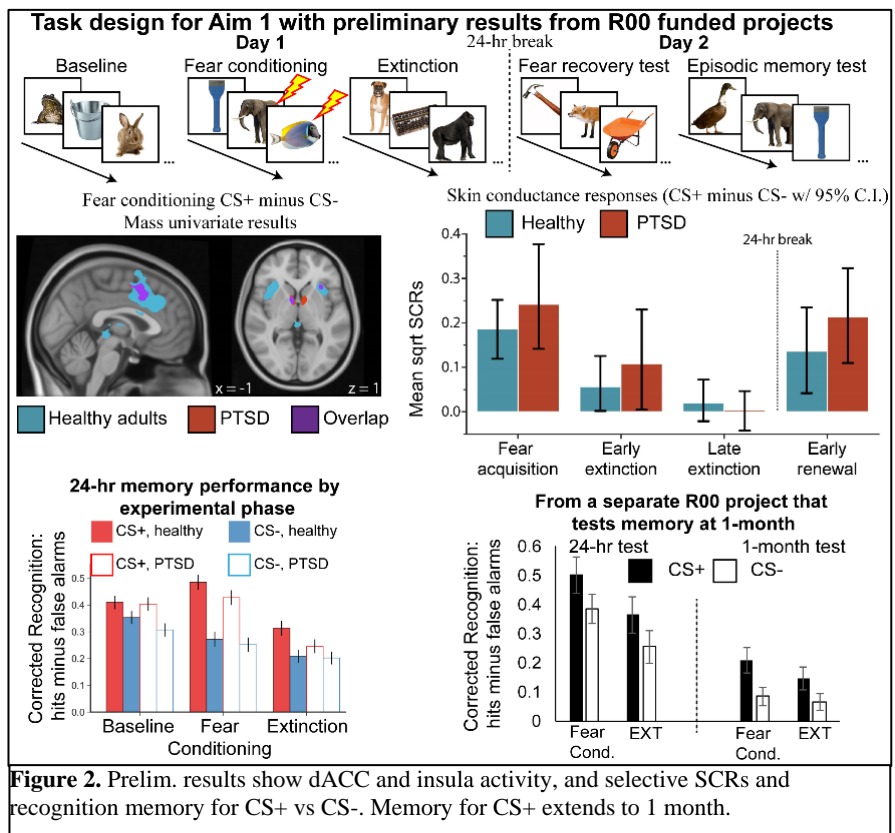 Task design for Aim 1 with preliminary results from R00 funded projects
Day 1
24-hr break
Day 2
Baseline
Fear conditioning
Extinction
Fear recovery test
Episodic memory test
...
...
...
...
...
Fear conditioning CS+ minus CS-
Mass univariate results
x = -1
z = 1
Healthy adults
PTSD
Overlap
Skin conductance responses (CS+ minus CS- w/ 95% C.I.)
Healthy
PTSD
24-hr break
Mean sqrt SCRs
0.4
0.3
0.2
0.1
0.0
Fear
acquisition
Early
extinction
Late
extinction
Early
renewal
24-hr memory performance by
experimental phase
CS+, healthy
CS-, healthy
CS+, PTSD
CS-, PTSD
Corrected Recognition:
hits minus false alarms
0.5
0.4
0.3
0.2
0.1
0.0
Baseline
Fear
Extinction
Conditioning
From a separate R00 project that
tests memory at 1-month
24-hr test
1-month test
CS+
CS-
Corrected Recognition:
hits minus false alarms
0.6
0.5
0.4
0.3
0.2
0.1
0
Fear
Cond.
EXT
Fear
Cond.
EXT
Figure 2. Prelim. results show dACC and insula activity, and selective SCRs and
recognition memory for CS+ vs CS-. Memory for CS+ extends to 1 month.